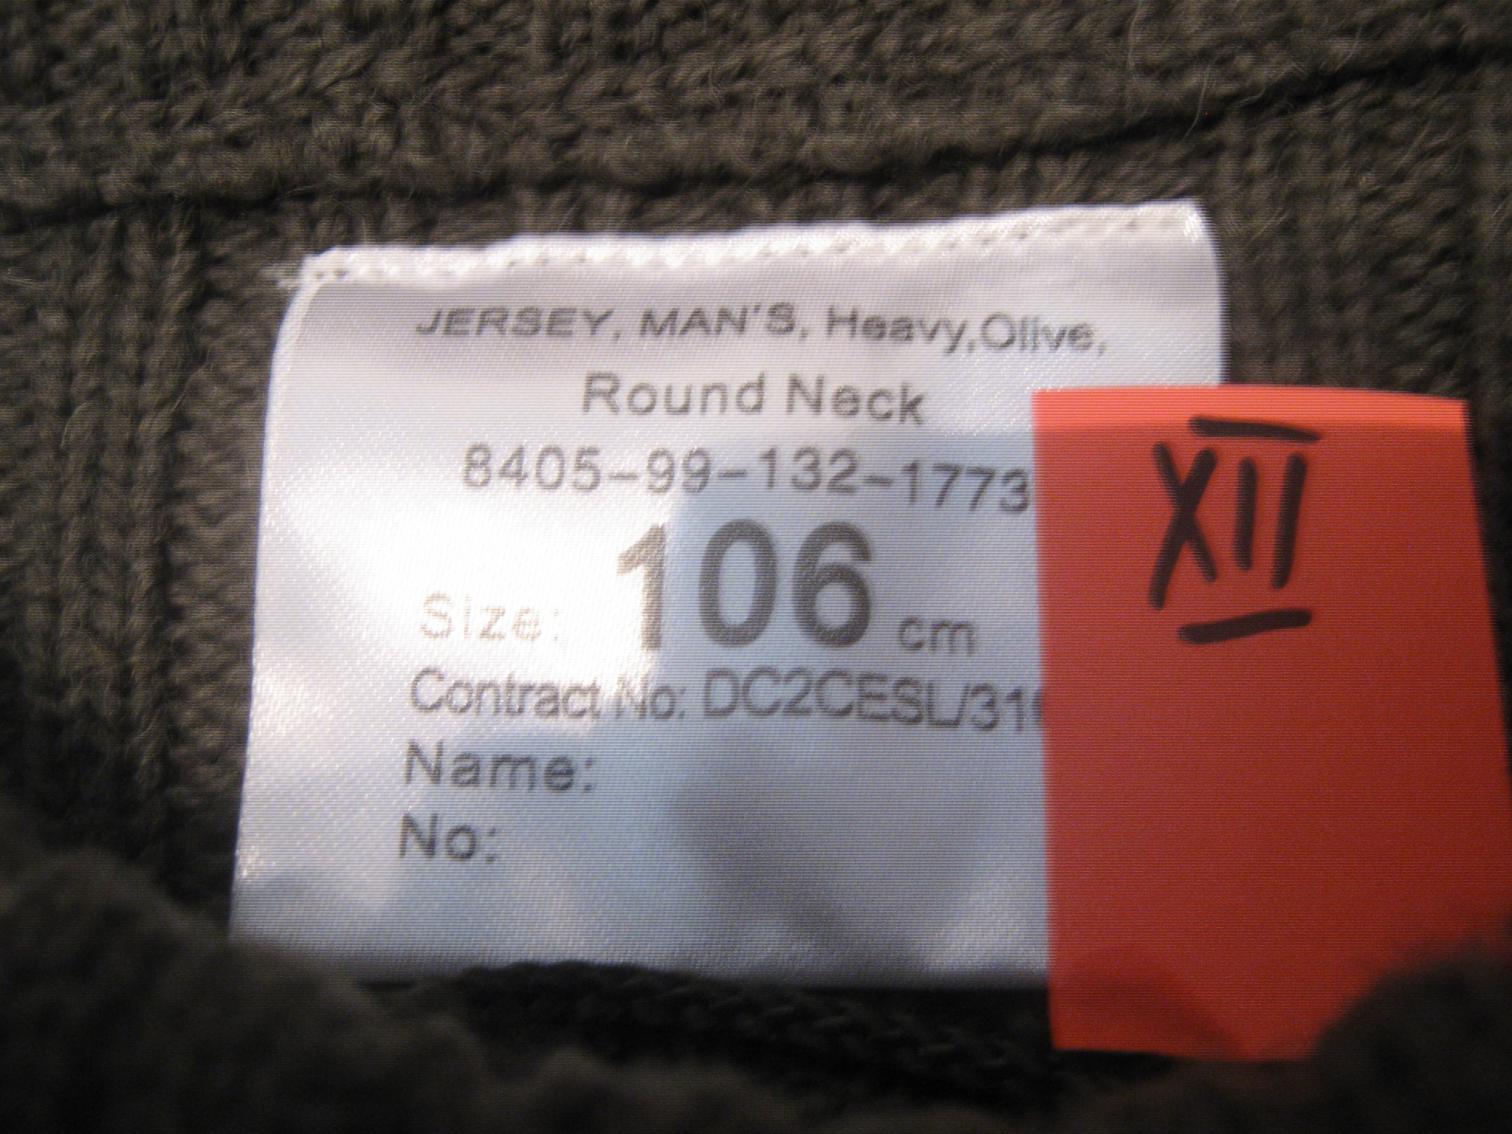 JERSEY, MAN'S, Heavy,Olive,
Round Neck
8405-99-132-1773
Size: 106 cm
Contract No: DC2CESL/31
Name:
No:
XII